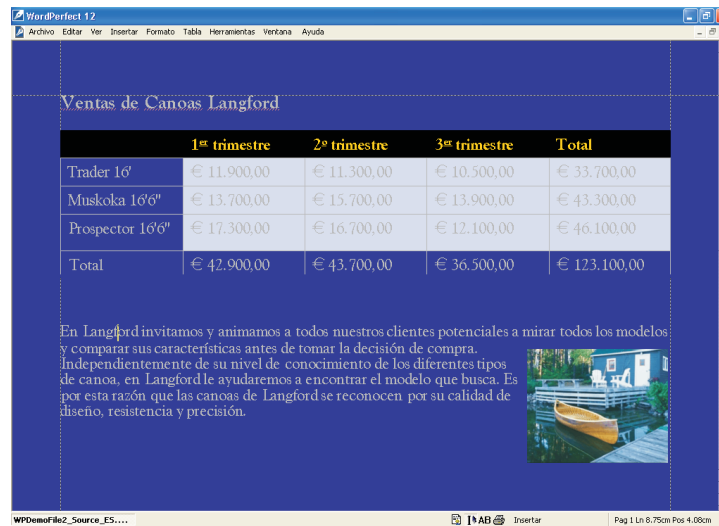 WordPerfect 12
Archivo Editar Ver Insertar Formato Tabla Herramientas Ventana Ayuda
Ventas de Canoas Langford
1er trimestre 2º trimestre 3er trimestre Total
Trader 16' € 11.900,00 € 11.300,00 € 10.500,00 € 33.700,00
Muskoka 16'6" € 13.700,00 € 15.700,00 € 13.900,00 € 43.300,00
Prospector 16'6" € 17.300,00 € 16.700,00 € 12.100,00 € 46.100,00
Total € 42.900,00 € 43.700,00 € 36.500,00 € 123.100,00
En Langford invitamos y animamos a todos nuestros clientes potenciales a mirar todos los modelos
y comparar sus características antes de tomar la decisión de compra.
Independientemente de su nivel de conocimiento de los diferentes tipos
de canoa, en Langford le ayudaremos a encontrar el modelo que busca. Es
por esta razón que las canoas de Langford se reconocen por su calidad de
diseño, resistencia y precisión.
WPDemoFile2_Source_ES.... AB Insertar Pag 1 Ln 8.75cm Pos 4.08cm